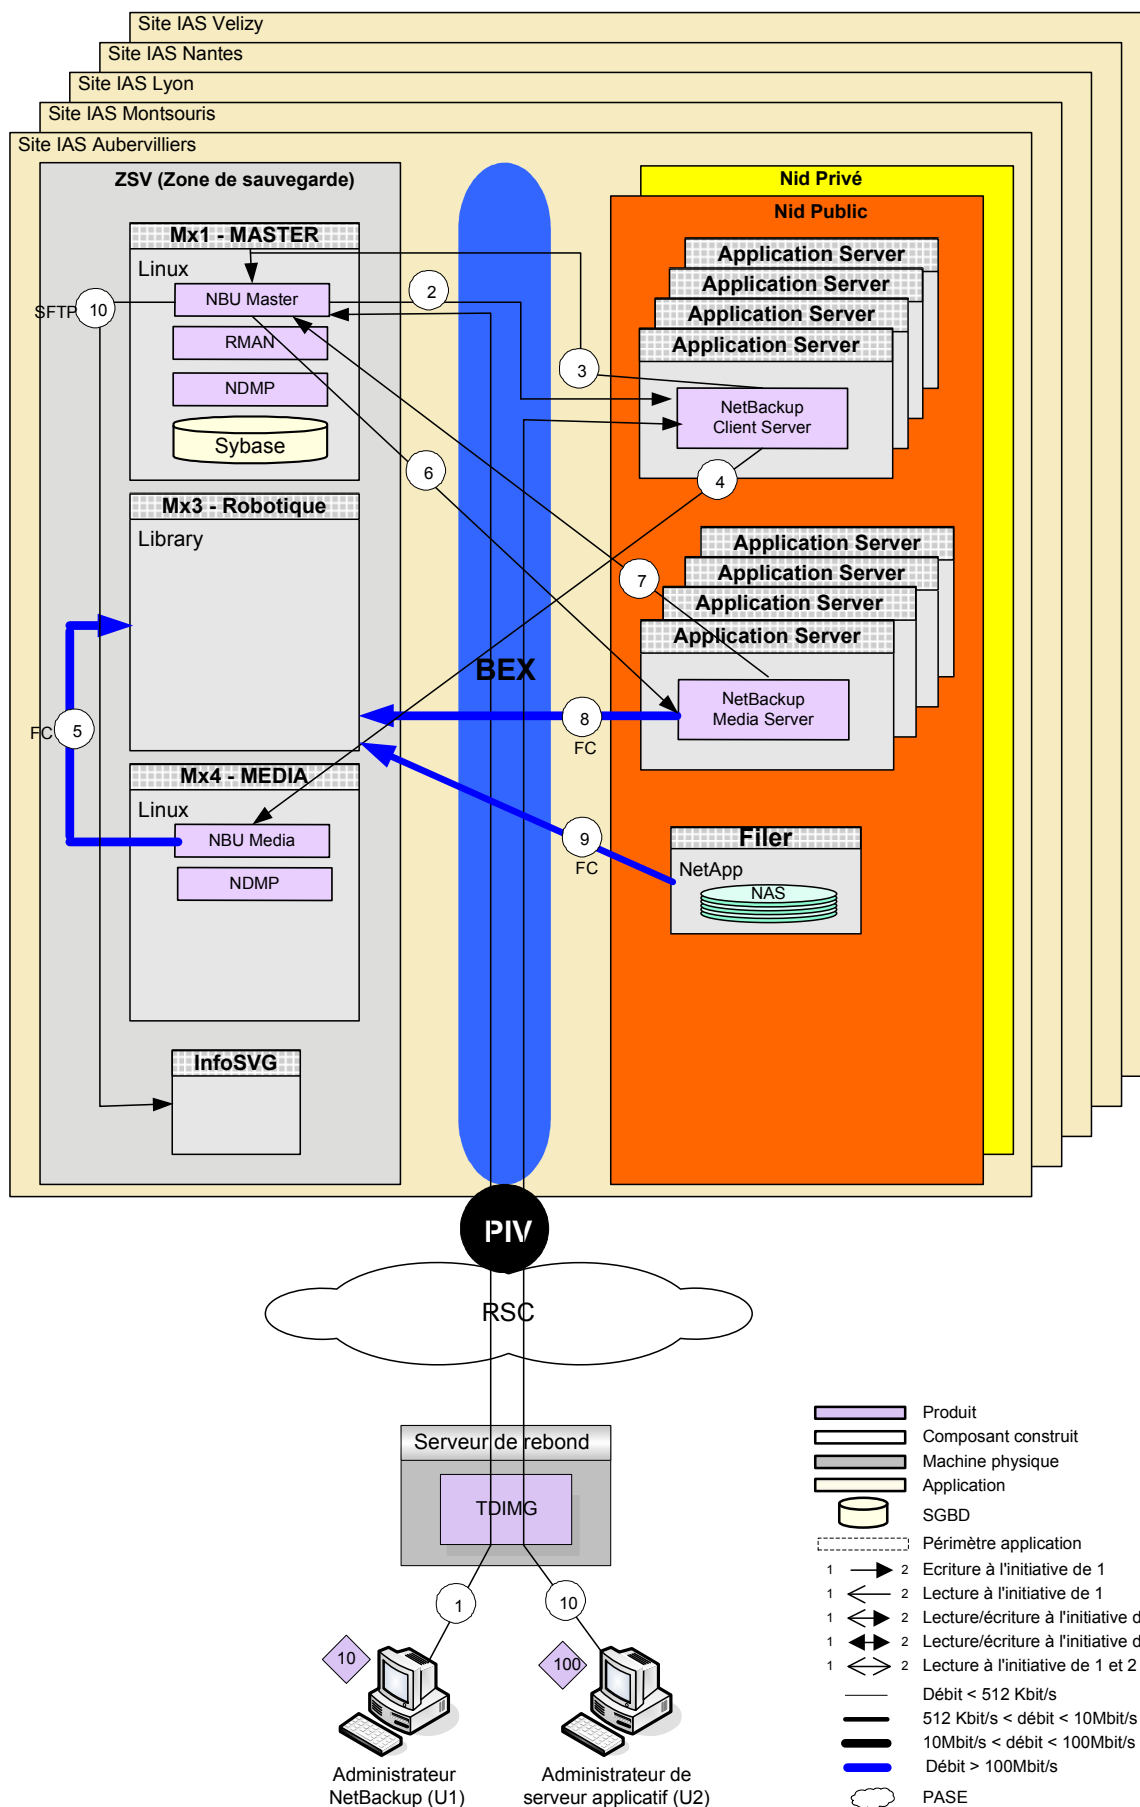 Site IAS Velizy
Site IAS Nantes
Site IAS Lyon
Site IAS Montsouris
Site IAS Aubervilliers
ZSV (Zone de sauvegarde)
Nid Privé
Nid Public
Mx1 - MASTER
Linux
NBU Master
SFTP
10
RMAN
NDMP
Sybase
2
3
6
Application Server
Application Server
Application Server
Application Server
NetBackup
Client Server
4
Mx3 - Robotique
Library
7
Application Server
Application Server
Application Server
Application Server
NetBackup
Media Server
BEX
8
FC
FC
5
Mx4 - MEDIA
Linux
NBU Media
NDMP
9
FC
Filer
NetApp
NAS
InfoSVG
PIV
RSC
Serveur de rebond
TDIMG
1
10
10
100
Administrateur
NetBackup (U1)
Administrateur de
serveur applicatif (U2)
Produit
Composant construit
Machine physique
Application
SGBD
Périmètre application
1 2 Ecriture à l'initiative de 1
1 2 Lecture à l'initiative de 1
1 2 Lecture/écriture à l'initiative d
1 2 Lecture/écriture à l'initiative d
1 2 Lecture à l'initiative de 1 et 2
Débit < 512 Kbit/s
512 Kbit/s < débit < 10Mbit/s
10Mbit/s < débit < 100Mbit/s
Débit > 100Mbit/s
PASE